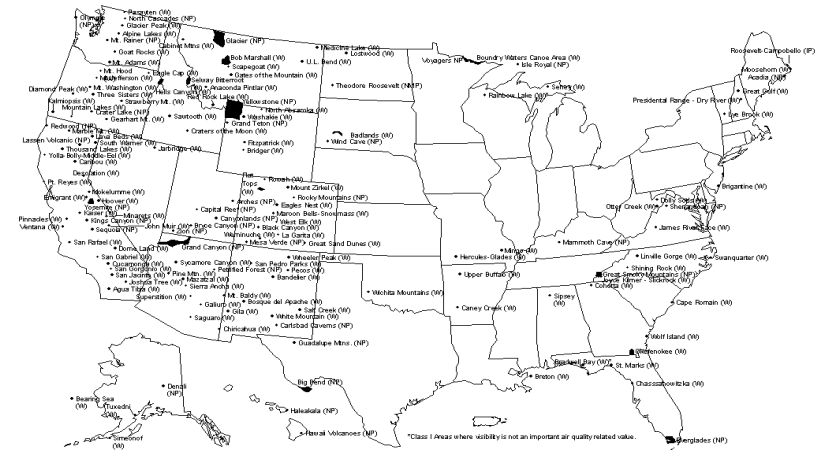 Olympic (NP)
Pasayten (W)
North Cascades (NP)
Glacier Peak (W)
Alpine Lakes (W)
Mt. Rainer (NP)
Goat Rocks (W)
Mt. Adams (W)
Mt. Hood
Cabinet Mtns (W)
Glacier (NP)
Bob Marshall (W)
Scapegoat (W)
Gates of the Mountain (W)
Anaconda Pintlar (W)
Selway Bitterroot
Eagle Cap (W)
Red Rock Lake (W)
Medicine Lake (W)
Lostwood (W)
U.L. Bend (W)
Theodore Roosevelt (NMP)
Voyagers NP
Boundry Waters Canoe Area (W)
Isle Royal (NP)
Rainbow Lake (W)
Seney (W)
Roosevelt-Campobello (IP)
Moosehorn (W)
Acadia (NP)
Great Gulf (W)
Presidential Range - Dry River (W)
Lye Brook (W)
Diamond Peak (W)
Mt. Washington (W)
Three Sisters (W)
Strawberry Mt. (W)
Kalmiopsis (W)
Mountain Lakes (W)
Crater Lake (NP)
Gearhart Mt. (W)
Sawtooth (W)
Craters of the Moon (W)
Yellowstone (NP)
North Absaroka (W)
Washakie (W)
Grand Teton (NP)
Fitzpatrick (W)
Bridger (W)
Badlands (W)
Wind Cave (NP)
Redwood (NP)
Marble Mt. (W)
Lava Beds (W)
Lassen Volcanic (NP)
South Warner (W)
Thousand Lakes (W)
Yolla-Bolly-Middle-Eel (W)
Caribou (W)
Jarbridge (W)
Desolation (W)
Pt. Reyes (W)
Mokelumne (W)
Emigrant (W)
Hoover (W)
Yosemite (NP)
Kaiser (W)
Minarets (W)
Pinnacles (W)
Ventana (W)
Kings Canyon (NP)
Sequoia (NP)
John Muir (W)
San Rafael (W)
Dome Land (W)
San Gabriel (W)
Cucamonga (W)
San Gorgonio (W)
San Jacinto (W)
Joshua Tree (W)
Agua Tibia (W)
Flat Tops (W)
Rawah (W)
Mount Zirkel (W)
Rocky Mountains (NP)
Eagles Nest (W)
Maroon Bells-Snowmass (W)
West Elk (W)
Black Canyon (W)
La Garita (W)
Weminuche (W)
Great Sand Dunes (W)
Mesa Verde (NP)
Arches (NP)
Capital Reef (NP)
Canyonlands (NP)
Bryce Canyon (NP)
Zion (NP)
Grand Canyon (NP)
Sycamore Canyon (W)
Petrified Forest (NP)
Pine Mtn. (W)
Mazatzal (W)
Sierra Ancha (W)
Superstition (W)
Mt. Baldy (W)
Galiuro (W)
Gila (W)
Saguaro (W)
Chiricahua (W)
Wheeler Peak (W)
San Pedro Parks (W)
Pecos (W)
Bandelier (W)
Bosque del Apache (W)
Salt Creek (W)
White Mountain (W)
Carlsbad Caverns (NP)
Guadalupe Mtns. (NP)
Big Bend (NP)
Wichita Mountains (W)
Hercules-Glades (W)
Mingo (W)
Upper Buffalo (W)
Caney Creek (W)
Mammoth Cave (NP)
Sipsey (W)
Brigantine (W)
Dolly Sods (W)
Otter Creek (W)
Shenandoah (NP)
James River Face (W)
Linville Gorge (W)
Swanquarter (W)
Shining Rock (W)
Great Smoky Mountains (NP)
Joyce Kilmer - Slickrock (W)
Cohutta (W)
Cape Romain (W)
Wolf Island (W)
Okefenokee (W)
Bradwell Bay (W)*
St. Marks (W)
Breton (W)
Chassahowitzka (W)
Everglades (NP)
Denali (NP)
Bearing Sea (W)
Tuxedni (W)
Simeonof (W)
Haleakala (NP)
Hawaii Volcanoes (NP)
*Class I Areas where visibility is not an important air quality related value.